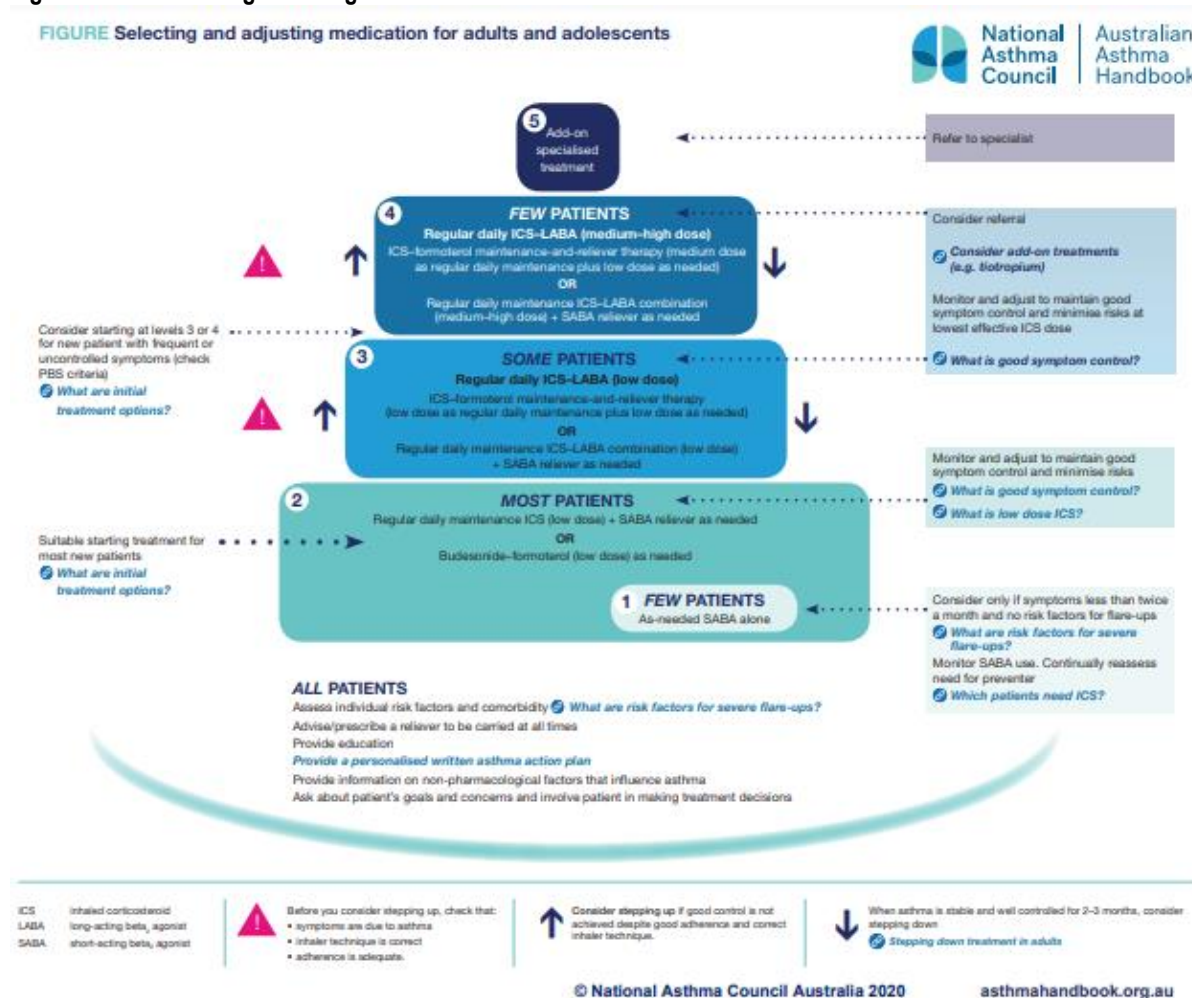 FIGURE Selecting and adjusting medication for adults and adolescents
National
Asthma
Council
Australian
Asthma
Handbook
5
Add-on
specialised
treatment
Refer to specialist
4
FEW PATIENTS
Regular daily ICS–LABA (medium–high dose)
ICS–formoterol maintenance-and-reliever therapy (medium dose
as regular daily maintenance plus low dose as needed)
OR
Regular daily maintenance ICS–LABA combination
(medium–high dose) + SABA reliever as needed
Consider referral
Consider add-on treatments
(e.g. tiotropium)
Monitor and adjust to maintain good
symptom control and minimise risks at
lowest effective ICS dose
What is good symptom control?
!
Consider starting at levels 3 or 4
for new patient with frequent or
uncontrolled symptoms (check
PBS criteria)
What are initial
treatment options?
3
SOME PATIENTS
Regular daily ICS–LABA (low dose)
ICS–formoterol maintenance-and-reliever therapy
(low dose as regular daily maintenance plus low dose as needed)
OR
Regular daily maintenance ICS–LABA combination (low dose)
+ SABA reliever as needed
!
Monitor and adjust to maintain good
symptom control and minimise risks
What is good symptom control?
What is low dose ICS?
2
MOST PATIENTS
Regular daily maintenance ICS (low dose) + SABA reliever as needed
OR
Budesonide–formoterol (low dose) as needed
Suitable starting treatment for
most new patients
What are initial
treatment options?
1 FEW PATIENTS
As-needed SABA alone
Consider only if symptoms less than twice
a month and no risk factors for flare-ups
What are risk factors for severe
flare-ups?
Monitor SABA use. Continually reassess
need for preventer
Which patients need ICS?
ALL PATIENTS
Assess individual risk factors and comorbidity What are risk factors for severe flare-ups?
Advise/prescribe a reliever to be carried at all times
Provide education
Provide a personalised written asthma action plan
Provide information on non-pharmacological factors that influence asthma
Ask about patient's goals and concerns and involve patient in making treatment decisions
ICS inhaled corticosteroid
LABA long-acting beta₂ agonist
SABA short-acting beta₂ agonist
!
Before you consider stepping up, check that:
• symptoms are due to asthma
• inhaler technique is correct
• adherence is adequate.
Consider stepping up if good control is not
achieved despite good adherence and correct
inhaler technique.
When asthma is stable and well controlled for 2–3 months, consider
stepping down
Stepping down treatment in adults
© National Asthma Council Australia 2020
asthmahandbook.org.au